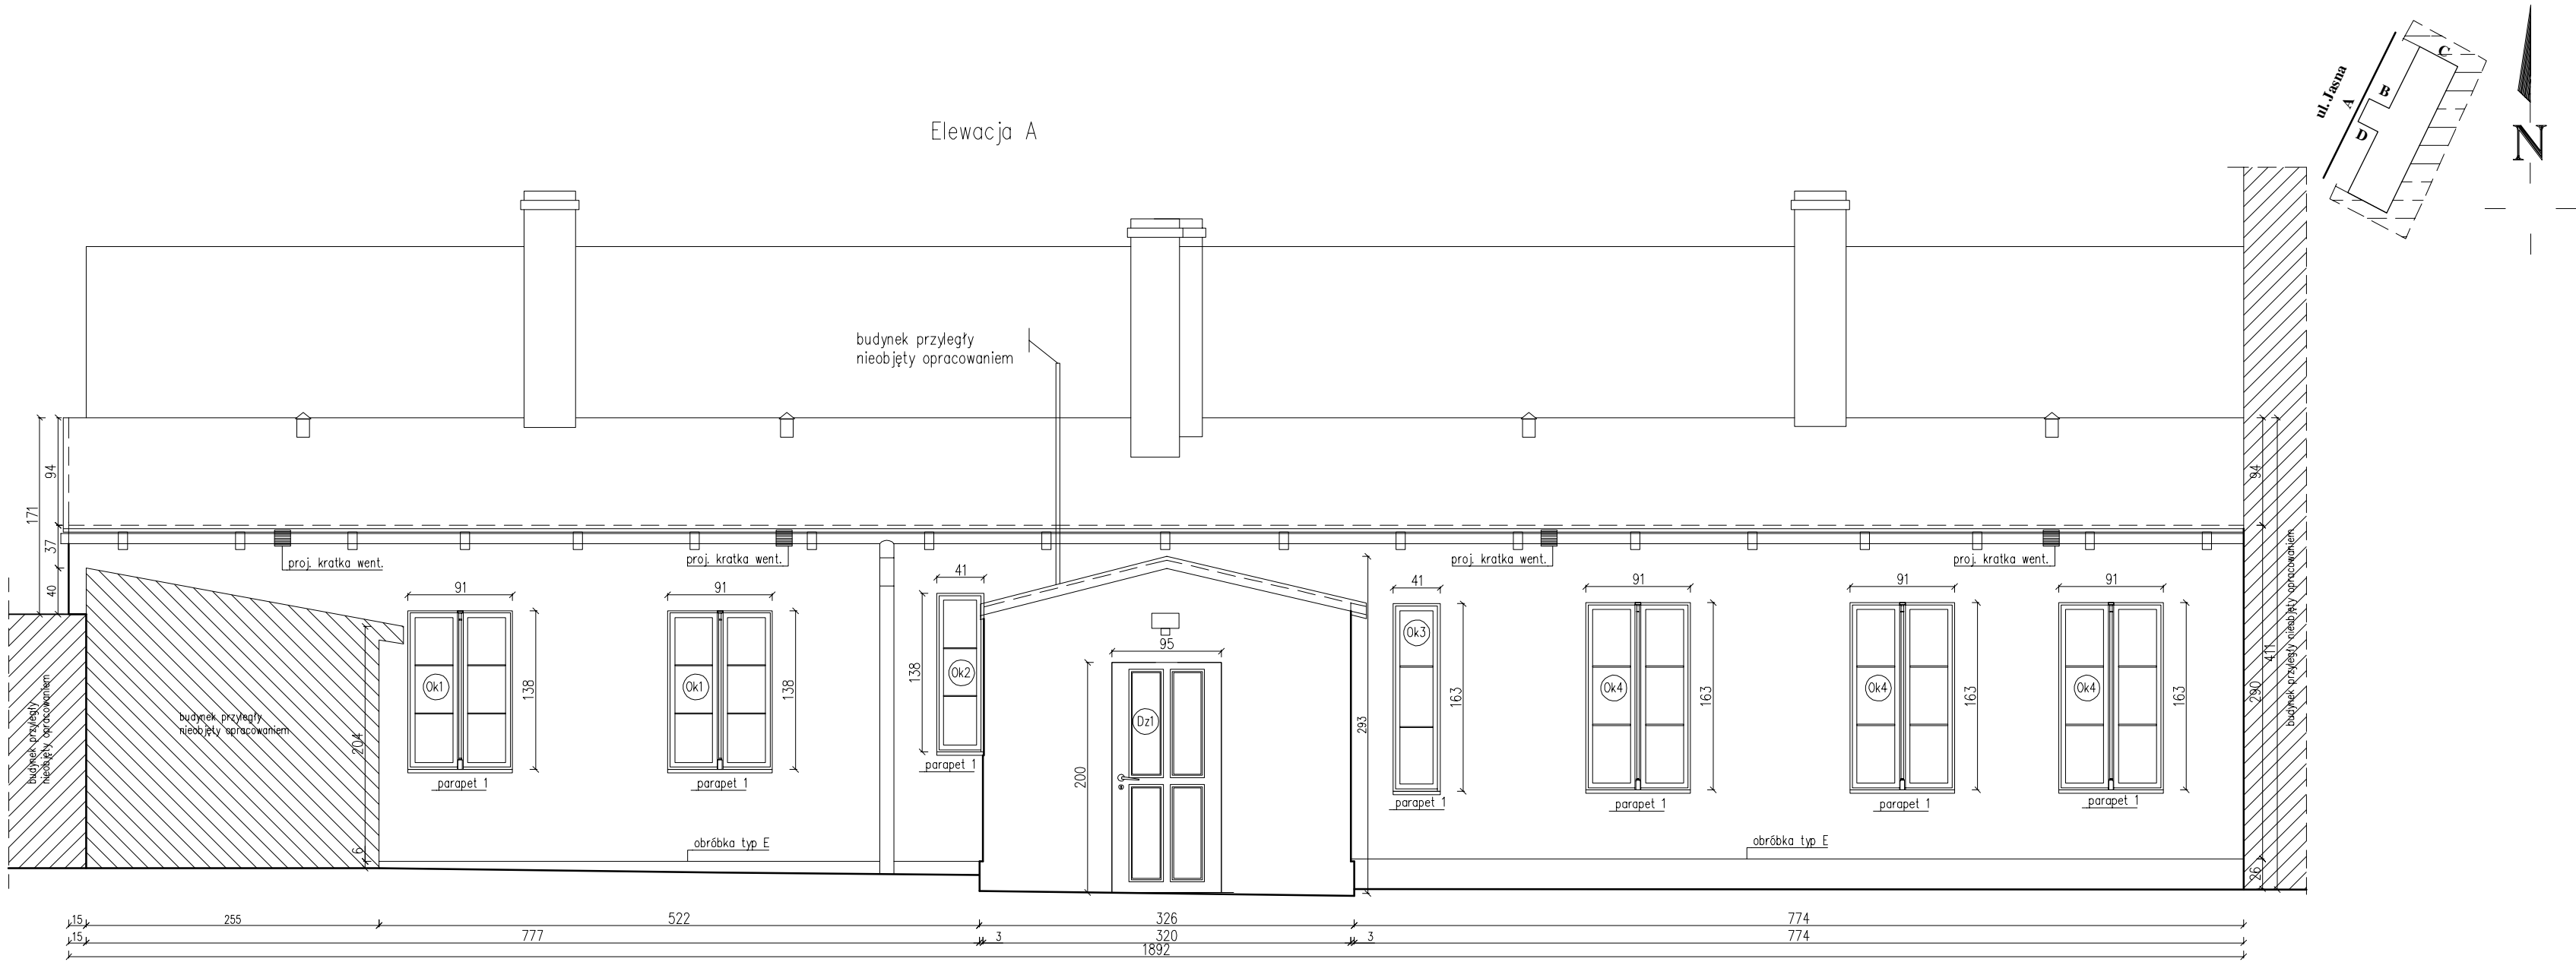 Elewacja A
ul. Jasna
A
B
C
D
N
budynek przyległy
nieobjęty opracowaniem
94
171
37
40
proj. kratka went.
proj. kratka went.
proj. kratka went.
proj. kratka went.
91
91
41
41
91
91
91
95
Ok1
Ok1
Ok2
Dz1
Ok3
Ok4
Ok4
Ok4
138
138
138
200
293
163
163
163
163
parapet 1
parapet 1
parapet 1
parapet 1
parapet 1
parapet 1
parapet 1
budynek przyległy
nieobjęty opracowaniem
budynek przyległy
nieobjęty opracowaniem
204
6
obróbka typ E
obróbka typ E
94
411
290
26
budynek przyległy nieobjęty opracowaniem
15
255
522
326
774
15
777
3
320
3
774
1892